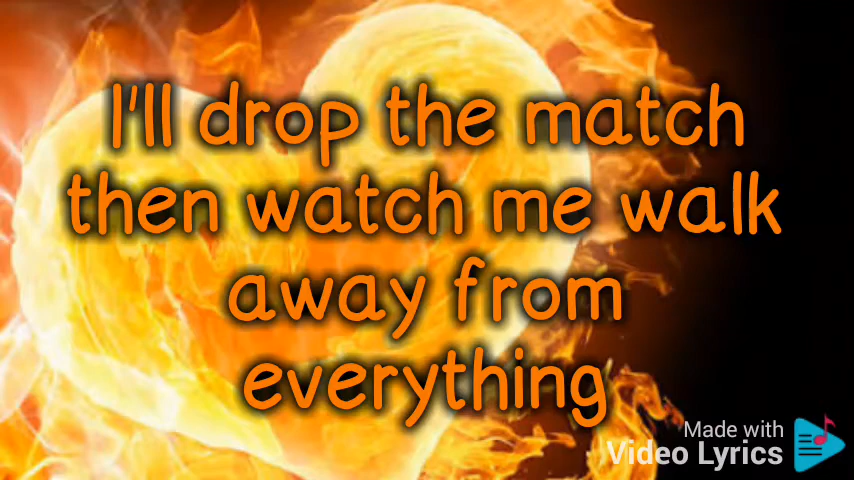 I'll drop the match
then watch me walk
away from
everything
Made with
Video Lyrics